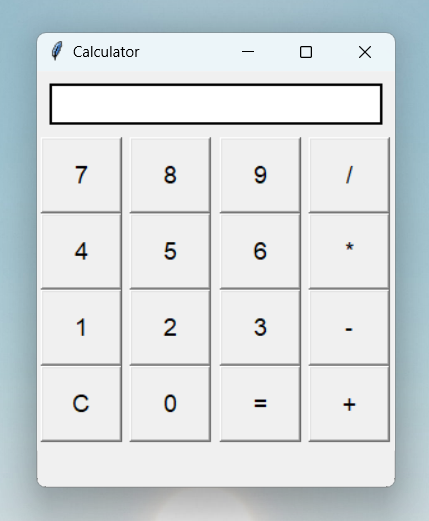 Calculator
7 8 9 /
4 5 6 *
1 2 3 -
C 0 = +